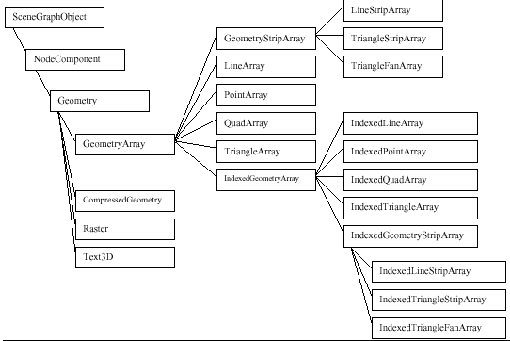 SceneGraphObject
NodeComponent
Geometry
GeometryArray
CompressedGeometry
Raster
Text3D
GeometryStripArray
LineArray
PointArray
QuadArray
TriangleArray
IndexedGeometryArray
LineStripArray
TriangleStripArray
TriangleFanArray
IndexedLineArray
IndexedPointArray
IndexedQuadArray
IndexedTriangleArray
IndexedGeometryStripArray
IndexedLineStripArray
IndexedTriangleStripArray
IndexedTriangleFanArray